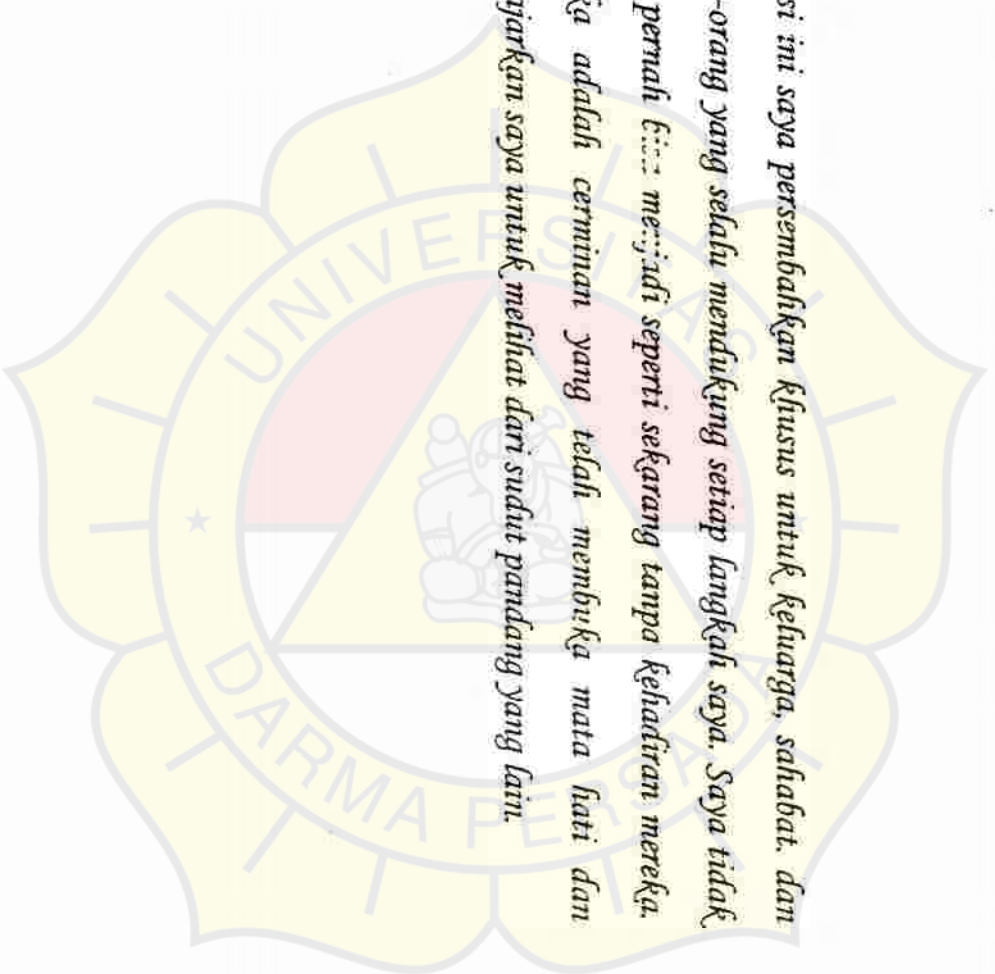 si ini saya persembahkan khusus untuk keluarga, sahabat. dan
-orang yang selalu mendukung setiap langkah saya. Saya tidak
pernah menjadi seperti sekarang tanpa kehadiran mereka.
ka adalah cerminan yang telah membuka mata hati dan
ijarkan saya untuk melihat dari sudut pandang yang lain.
UNIVERSITAS
DARMA PERSADA